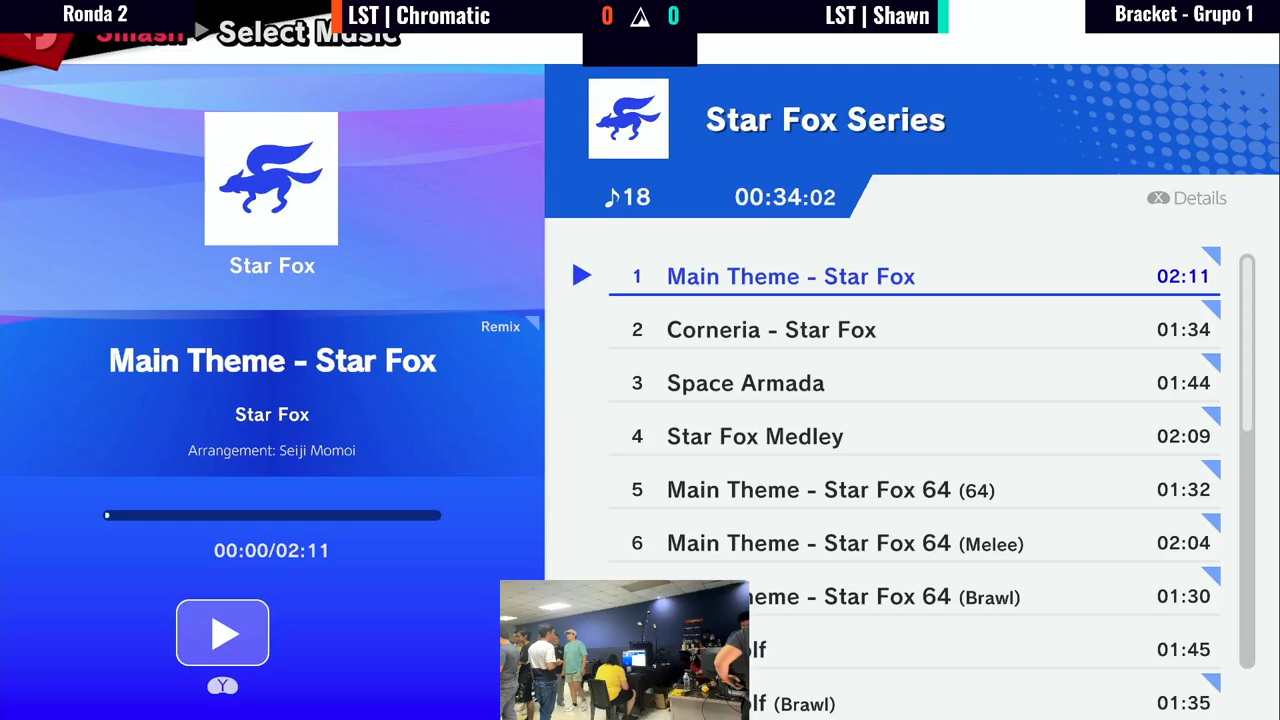 Ronda 2
LST | Chromatic
0
0
LST | Shawn
Bracket - Grupo 1
Smash
Select Music
Star Fox
Remix
Main Theme - Star Fox
Star Fox
Arrangement: Seiji Momoi
00:00/02:11
Y
Star Fox Series
18 00:34:02
X Details
1 Main Theme - Star Fox 02:11
2 Corneria - Star Fox 01:34
3 Space Armada 01:44
4 Star Fox Medley 02:09
5 Main Theme - Star Fox 64 (64) 01:32
6 Main Theme - Star Fox 64 (Melee) 02:04
eme - Star Fox 64 (Brawl) 01:30
lf 01:45
lf (Brawl) 01:35